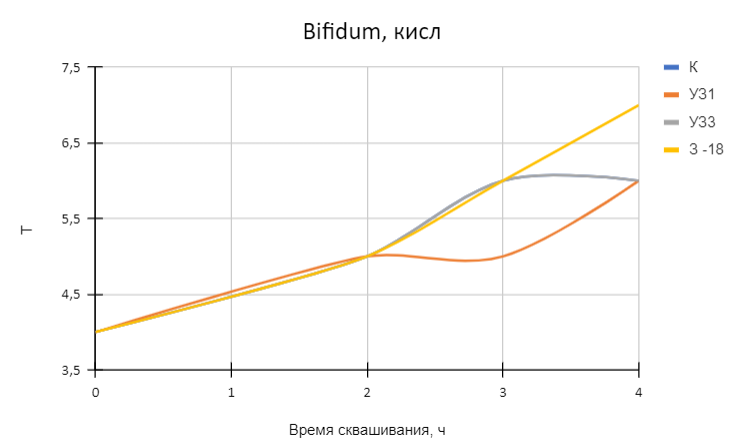 Bifidum, кисл
7,5
6,5
5,5
4,5
3,5
Т
0 1 2 3 4
Время сквашивания, ч
К
УЗ1
УЗЗ
З -18